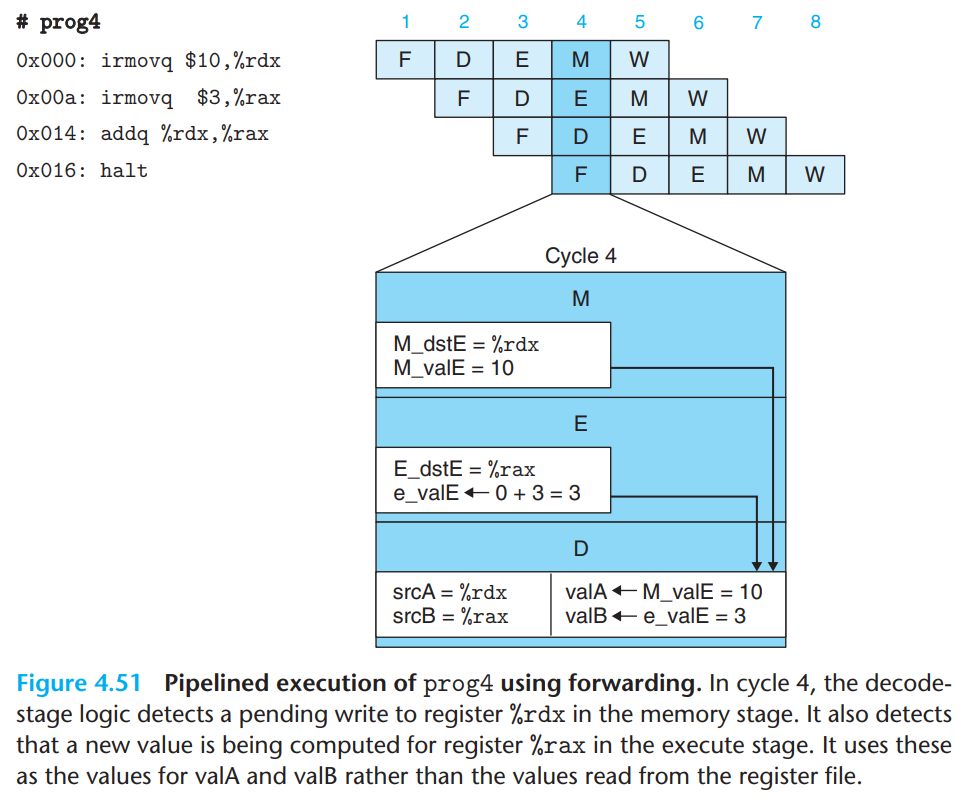 # prog4
1 2 3 4 5 6 7 8
0x000: irmovq $10,%rdx F D E M W
0x00a: irmovq $3,%rax F D E M W
0x014: addq %rdx,%rax F D E M W
0x016: halt F D E M W
Cycle 4
M
M_dstE = %rdx
M_valE = 10
E
E_dstE = %rax
e_valE ← 0 + 3 = 3
D
srcA = %rdx valA ← M_valE = 10
srcB = %rax valB ← e_valE = 3
Figure 4.51 Pipelined execution of prog4 using forwarding. In cycle 4, the decode-
stage logic detects a pending write to register %rdx in the memory stage. It also detects
that a new value is being computed for register %rax in the execute stage. It uses these
as the values for valA and valB rather than the values read from the register file.